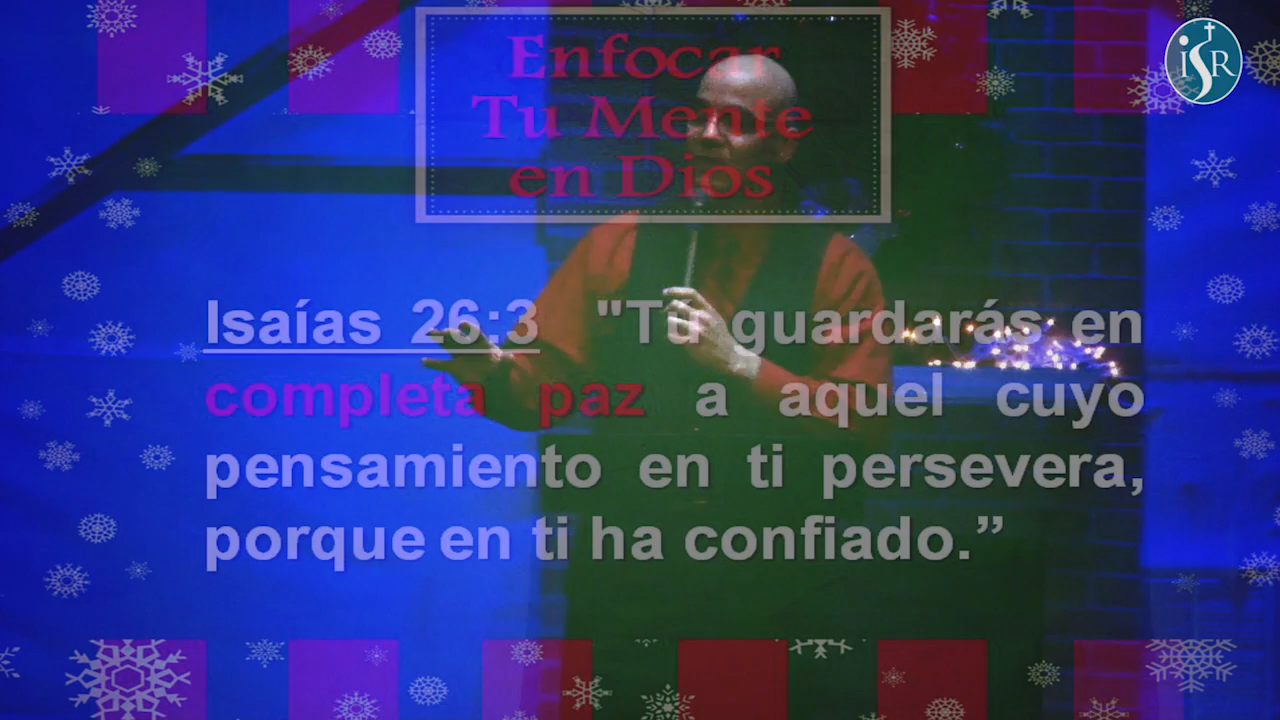 Enfocar
Tu Mente
en Dios
iSR
Isaías 26:3 "Tú guardarás en
completa paz a aquel cuyo
pensamiento en ti persevera,
porque en ti ha confiado.”